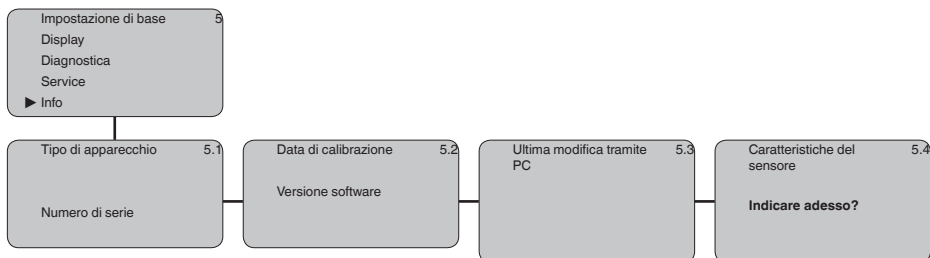 Impostazione di base 5
Display
Diagnostica
Service
▶ Info
Tipo di apparecchio 5.1
Numero di serie
Data di calibrazione 5.2
Versione software
Ultima modifica tramite 5.3
PC
Caratteristiche del 5.4
sensore
Indicare adesso?